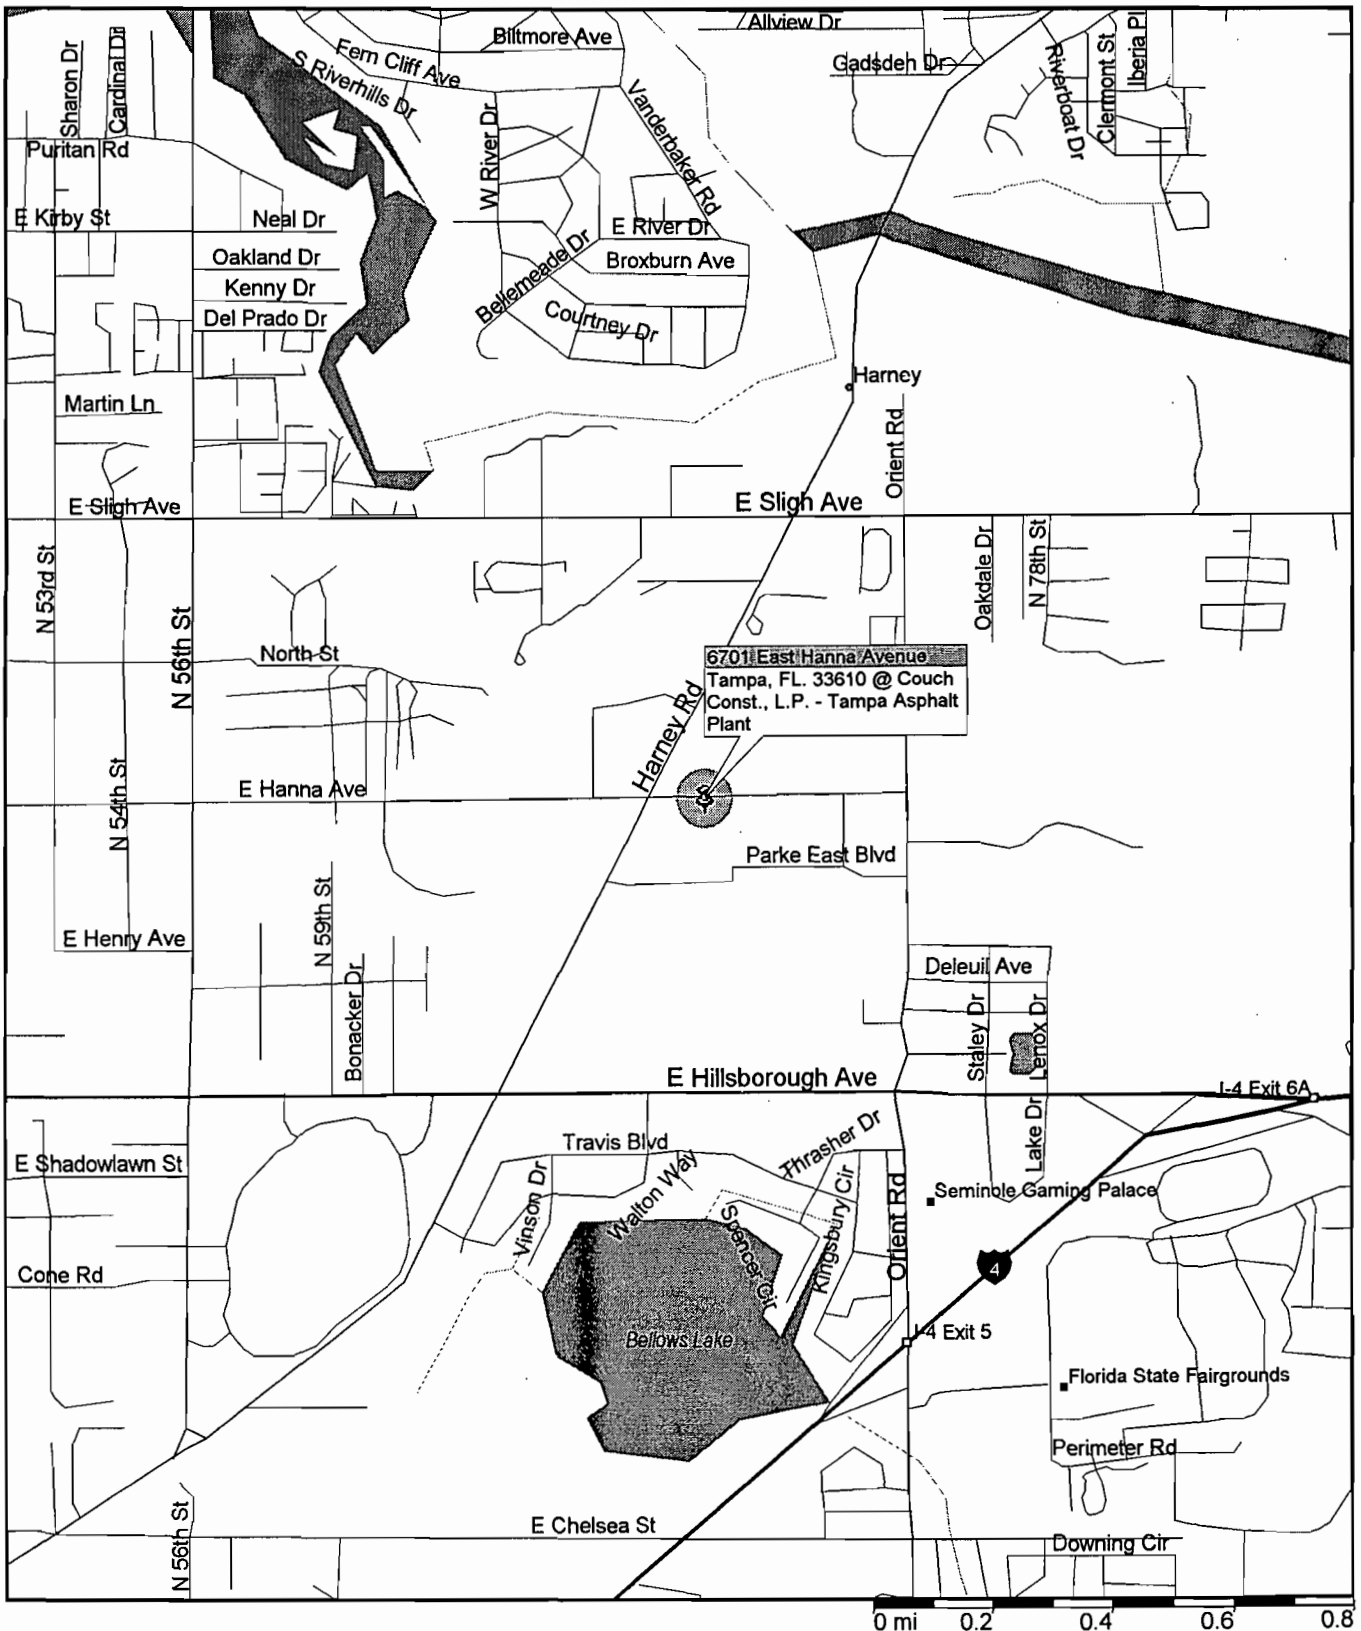 Allview Dr
Biltmore Ave
Fern Cliff Ave
S Riverhills Dr
Gadsdeh Dr
Sharon Dr
Cardinal Dr
Vanderbaker Rd
Riverboat Dr
Clermont St
Iberia Pl
Puritan Rd
W River Dr
E Kirby St
Neal Dr
E River Dr
Oakland Dr
Broxburn Ave
Kenny Dr
Bellemeade Dr
Del Prado Dr
Courtney Dr
Harney
Martin Ln
Orient Rd
E Sligh Ave
E Sligh Ave
N 53rd St
Oakdale Dr
N 78th St
N 56th St
North St
6701 East Hanna Avenue
Tampa, FL. 33610 @ Couch
Const., L.P. - Tampa Asphalt
Plant
Harney Rd
E Hanna Ave
N 54th St
Parke East Blvd
N 59th St
E Henry Ave
Deleuil Ave
Bonacker Dr
Staley Dr
Lenox Dr
E Hillsborough Ave
I-4 Exit 6A
Lake Dr
Thrasher Dr
Travis Blvd
E Shadowlawn St
Walton Way
Vinson Dr
Seminole Gaming Palace
Spencer Cir
Kingsbury Cir
Orient Rd
Cone Rd
4
I-4 Exit 5
Bellows Lake
Florida State Fairgrounds
Perimeter Rd
E Chelsea St
N 56th St
Downing Cir
0 mi 0.2 0.4 0.6 0.8